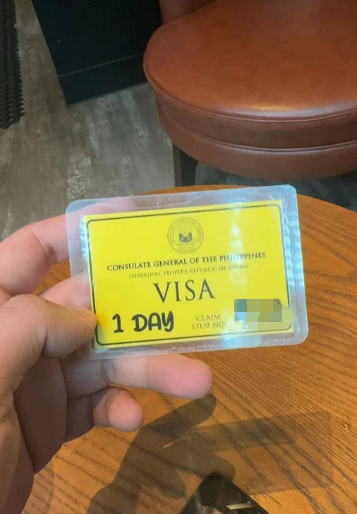 CONSULATE GENERAL OF THE PHILIPPINES
SHANGHAI, PEOPLE'S REPUBLIC OF CHINA
VISA
1 DAY
CLAIM
STUB NO.